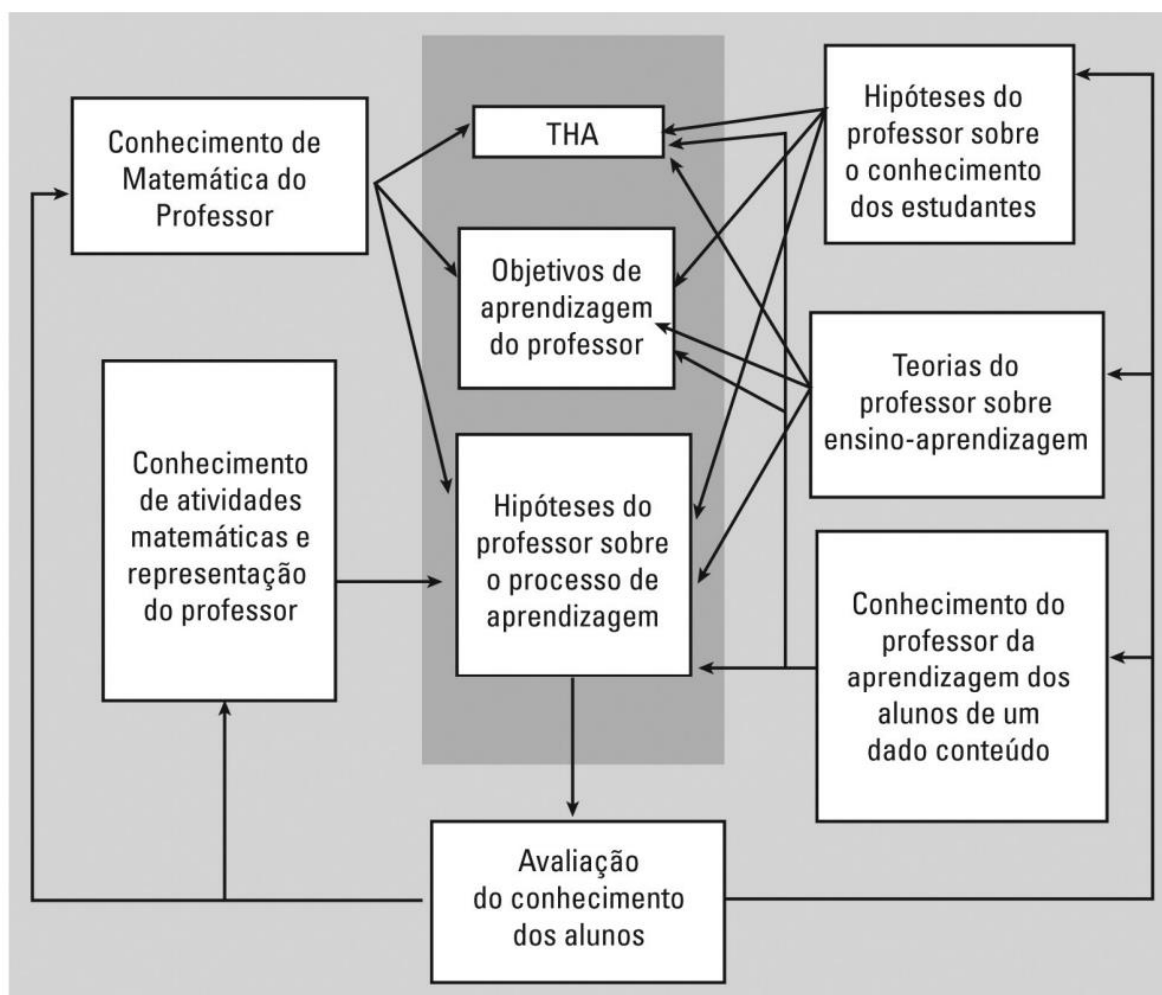 Conhecimento de
Matemática do
Professor
THA
Hipóteses do
professor sobre
o conhecimento
dos estudantes
Objetivos de
aprendizagem
do professor
Teorias do
professor sobre
ensino-aprendizagem
Conhecimento
de atividades
matemáticas e
representação
do professor
Hipóteses do
professor sobre
o processo de
aprendizagem
Conhecimento do
professor da
aprendizagem dos
alunos de um
dado conteúdo
Avaliação
do conhecimento
dos alunos